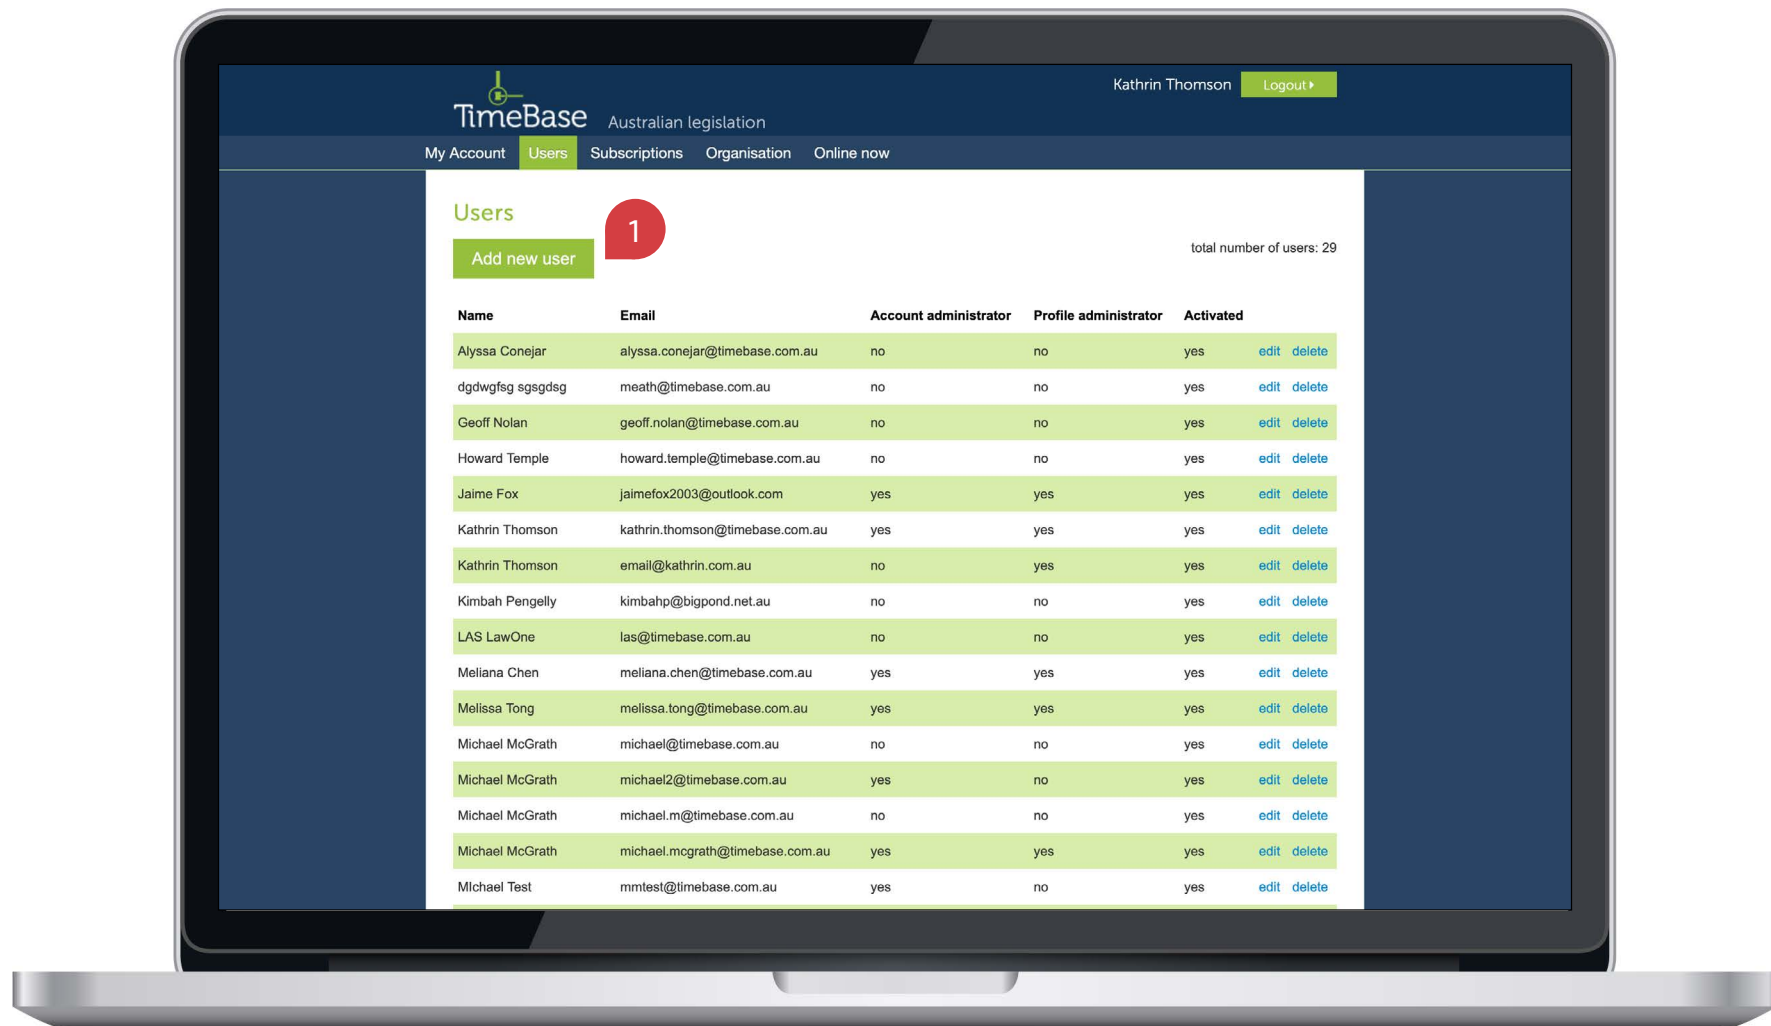 Kathrin Thomson Logout
TimeBase Australian legislation
My Account Users Subscriptions Organisation Online now
Users
1
Add new user
total number of users: 29
Name Email Account administrator Profile administrator Activated
Alyssa Conejar alyssa.conejar@timebase.com.au no no yes edit delete
dgdwgfsg sgsgdsg meath@timebase.com.au no no yes edit delete
Geoff Nolan geoff.nolan@timebase.com.au no no yes edit delete
Howard Temple howard.temple@timebase.com.au no no yes edit delete
Jaime Fox jaimefox2003@outlook.com yes yes yes edit delete
Kathrin Thomson kathrin.thomson@timebase.com.au yes yes yes edit delete
Kathrin Thomson email@kathrin.com.au no yes yes edit delete
Kimbah Pengelly kimbahp@bigpond.net.au no no yes edit delete
LAS LawOne las@timebase.com.au no no yes edit delete
Meliana Chen meliana.chen@timebase.com.au yes yes yes edit delete
Melissa Tong melissa.tong@timebase.com.au yes yes yes edit delete
Michael McGrath michael@timebase.com.au no no yes edit delete
Michael McGrath michael2@timebase.com.au yes no yes edit delete
Michael McGrath michael.m@timebase.com.au no no yes edit delete
Michael McGrath michael.mcgrath@timebase.com.au yes yes yes edit delete
MIchael Test mmtest@timebase.com.au yes no yes edit delete